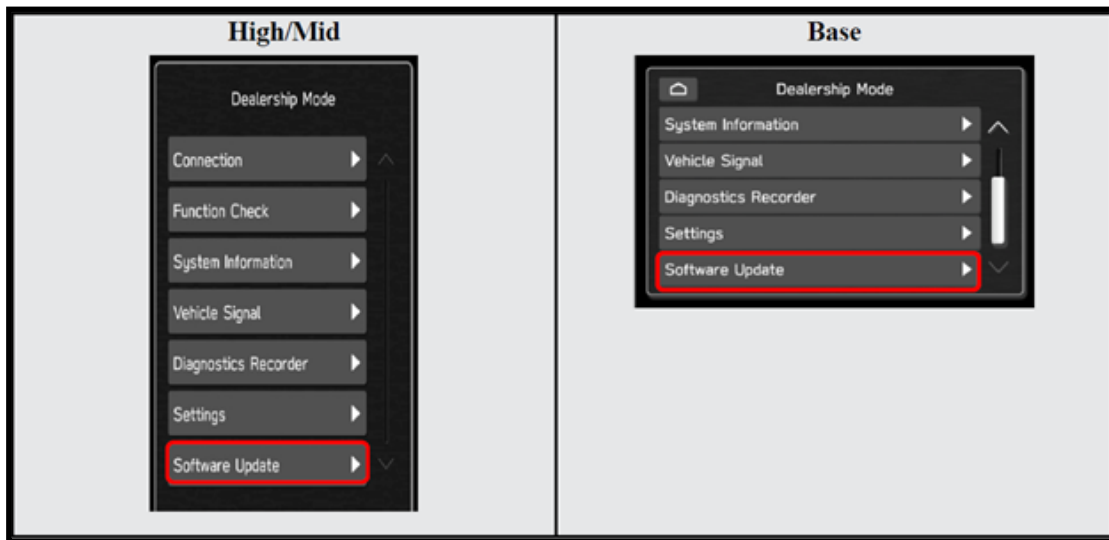 High/Mid
Dealership Mode
Connection
Function Check
System Information
Vehicle Signal
Diagnostics Recorder
Settings
Software Update
Base
Dealership Mode
System Information
Vehicle Signal
Diagnostics Recorder
Settings
Software Update